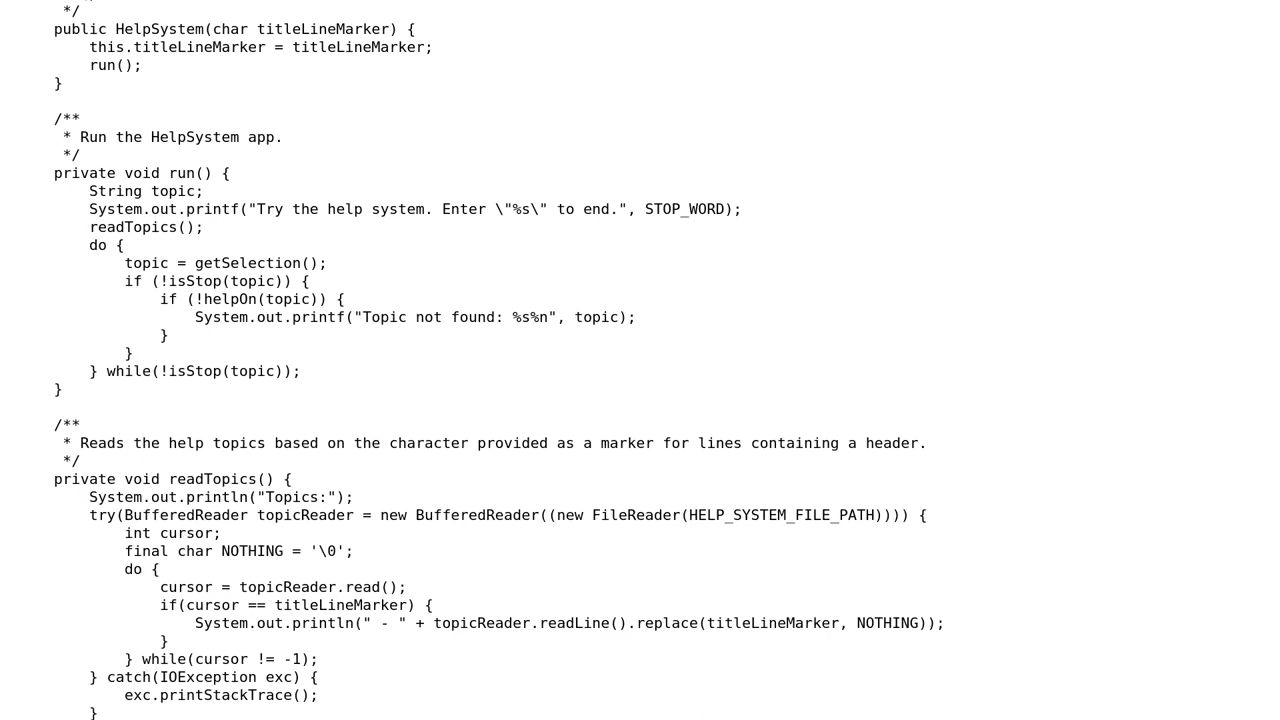 */
public HelpSystem(char titleLineMarker) {
this.titleLineMarker = titleLineMarker;
run();
}
/**
* Run the HelpSystem app.
*/
private void run() {
String topic;
System.out.printf("Try the help system. Enter \"%s\" to end.", STOP_WORD);
readTopics();
do {
topic = getSelection();
if (!isStop(topic)) {
if (!helpOn(topic)) {
System.out.printf("Topic not found: %s%n", topic);
}
}
} while(!isStop(topic));
}
/**
* Reads the help topics based on the character provided as a marker for lines containing a header.
*/
private void readTopics() {
System.out.println("Topics:");
try(BufferedReader topicReader = new BufferedReader((new FileReader(HELP_SYSTEM_FILE_PATH)))) {
int cursor;
final char NOTHING = '\0';
do {
cursor = topicReader.read();
if(cursor == titleLineMarker) {
System.out.println(" - " + topicReader.readLine().replace(titleLineMarker, NOTHING));
}
} while(cursor != -1);
} catch(IOException exc) {
exc.printStackTrace();
}